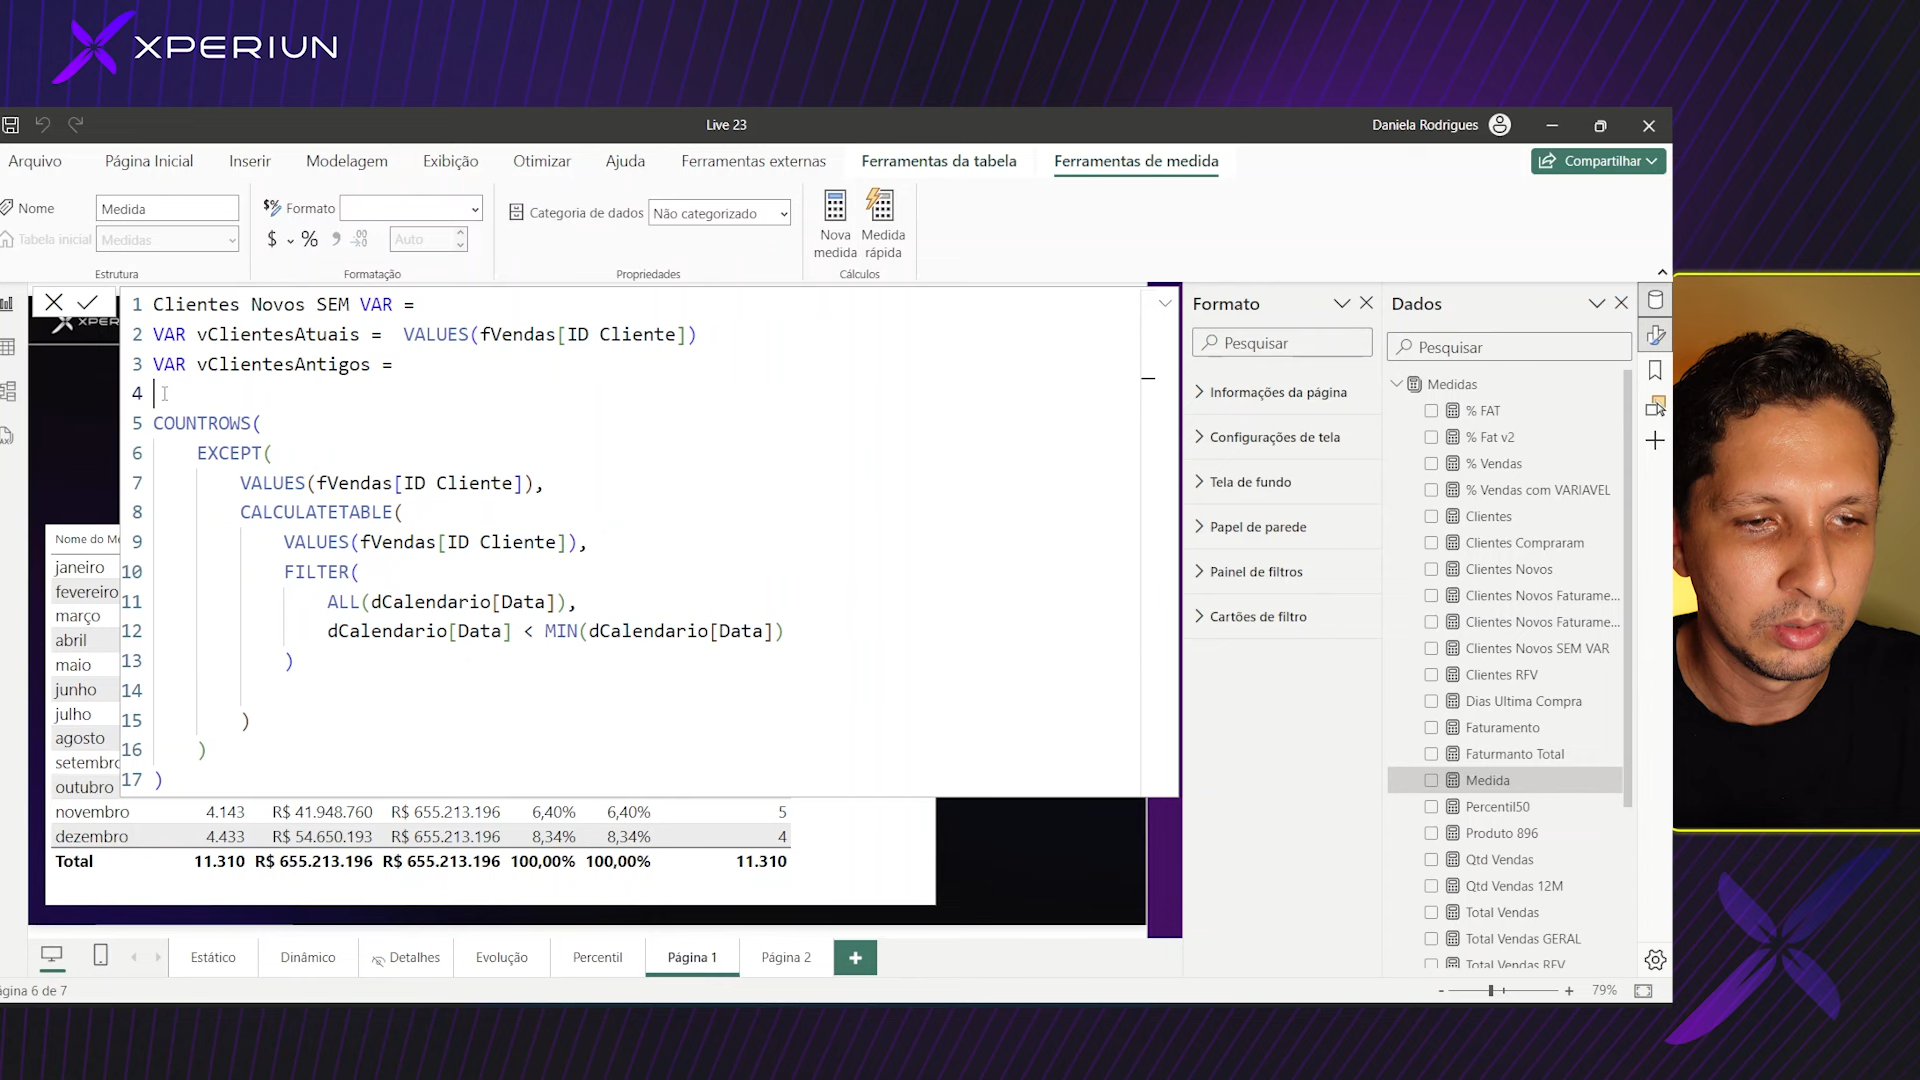 XPERIUN
Live 23
Daniela Rodrigues
Arquivo Página Inicial Inserir Modelagem Exibição Otimizar Ajuda Ferramentas externas Ferramentas da tabela Ferramentas de medida
Compartilhar
Nome Medida
Tabela inicial Medidas
Estrutura
Formato
$ % Auto
Formatação
Categoria de dados Não categorizado
Propriedades
Nova medida
Medida rápida
Cálculos
1 Clientes Novos SEM VAR =
2 VAR vClientesAtuais = VALUES(fVendas[ID Cliente])
3 VAR vClientesAntigos =
4
5 COUNTROWS(
6 EXCEPT(
7 VALUES(fVendas[ID Cliente]),
8 CALCULATETABLE(
9 VALUES(fVendas[ID Cliente]),
10 FILTER(
11 ALL(dCalendario[Data]),
12 dCalendario[Data] < MIN(dCalendario[Data])
13 )
14
15 )
16 )
17 )
XPER
Nome do Mê
janeiro
fevereiro
março
abril
maio
junho
julho
agosto
setembro
outubro
novembro 4.143 R$ 41.948.760 R$ 655.213.196 6,40% 6,40% 5
dezembro 4.433 R$ 54.650.193 R$ 655.213.196 8,34% 8,34% 4
Total 11.310 R$ 655.213.196 R$ 655.213.196 100,00% 100,00% 11.310
Formato
Pesquisar
Informações da página
Configurações de tela
Tela de fundo
Papel de parede
Painel de filtros
Cartões de filtro
Dados
Pesquisar
Medidas
% FAT
% Fat v2
% Vendas
% Vendas com VARIAVEL
Clientes
Clientes Compraram
Clientes Novos
Clientes Novos Faturame...
Clientes Novos Faturame...
Clientes Novos SEM VAR
Clientes RFV
Dias Ultima Compra
Faturamento
Faturmanto Total
Medida
Percentil50
Produto 896
Qtd Vendas
Qtd Vendas 12M
Total Vendas
Total Vendas GERAL
Total Vendas RFV
Estático Dinâmico Detalhes Evolução Percentil Página 1 Página 2
ágina 6 de 7
- + 79%